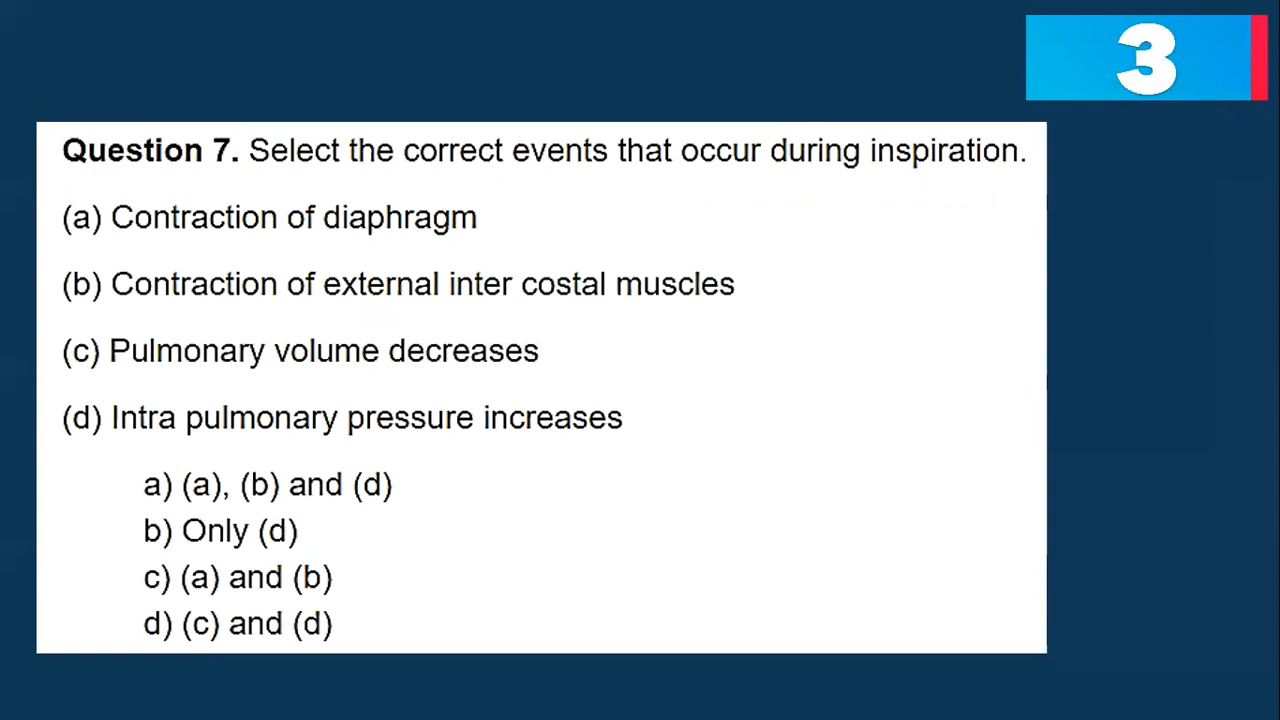 3
Question 7. Select the correct events that occur during inspiration.
(a) Contraction of diaphragm
(b) Contraction of external inter costal muscles
(c) Pulmonary volume decreases
(d) Intra pulmonary pressure increases
a) (a), (b) and (d)
b) Only (d)
c) (a) and (b)
d) (c) and (d)